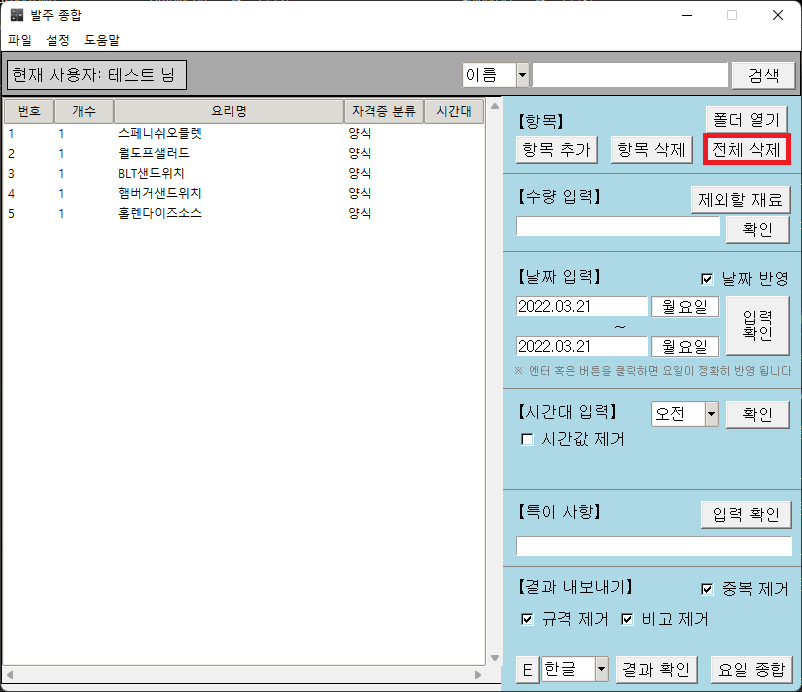 발주 종합
파일 설정 도움말
현재 사용자: 테스트 님
이름
검색
번호 개수 요리명 자격증 분류 시간대
1 1 스페니쉬오믈렛 양식
2 1 월도프샐러드 양식
3 1 BLT샌드위치 양식
4 1 햄버거샌드위치 양식
5 1 홀렌다이즈소스 양식
【항목】 폴더 열기
항목 추가 항목 삭제 전체 삭제
【수량 입력】 제외할 재료
확인
【날짜 입력】 날짜 반영
2022.03.21 월요일
~
2022.03.21 월요일
입력
확인
※ 엔터 혹은 버튼을 클릭하면 요일이 정확히 반영 됩니다
【시간대 입력】 오전 확인
시간값 제거
【특이 사항】 입력 확인
【결과 내보내기】 중복 제거
규격 제거 비고 제거
E 한글 결과 확인 요일 종합